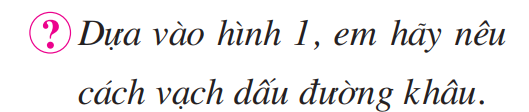 ? Dựa vào hình 1, em hãy nêu
cách vạch dấu đường khâu.